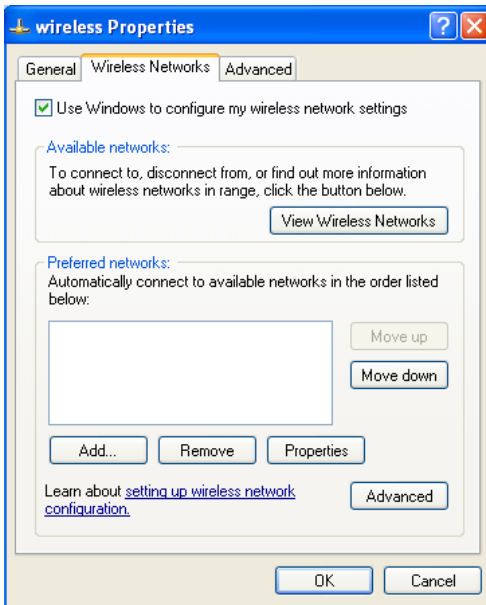 wireless Properties
General Wireless Networks Advanced
Use Windows to configure my wireless network settings
Available networks:
To connect to, disconnect from, or find out more information
about wireless networks in range, click the button below.
View Wireless Networks
Preferred networks:
Automatically connect to available networks in the order listed
below:
Move up
Move down
Add... Remove Properties
Learn about setting up wireless network
configuration.
Advanced
OK Cancel